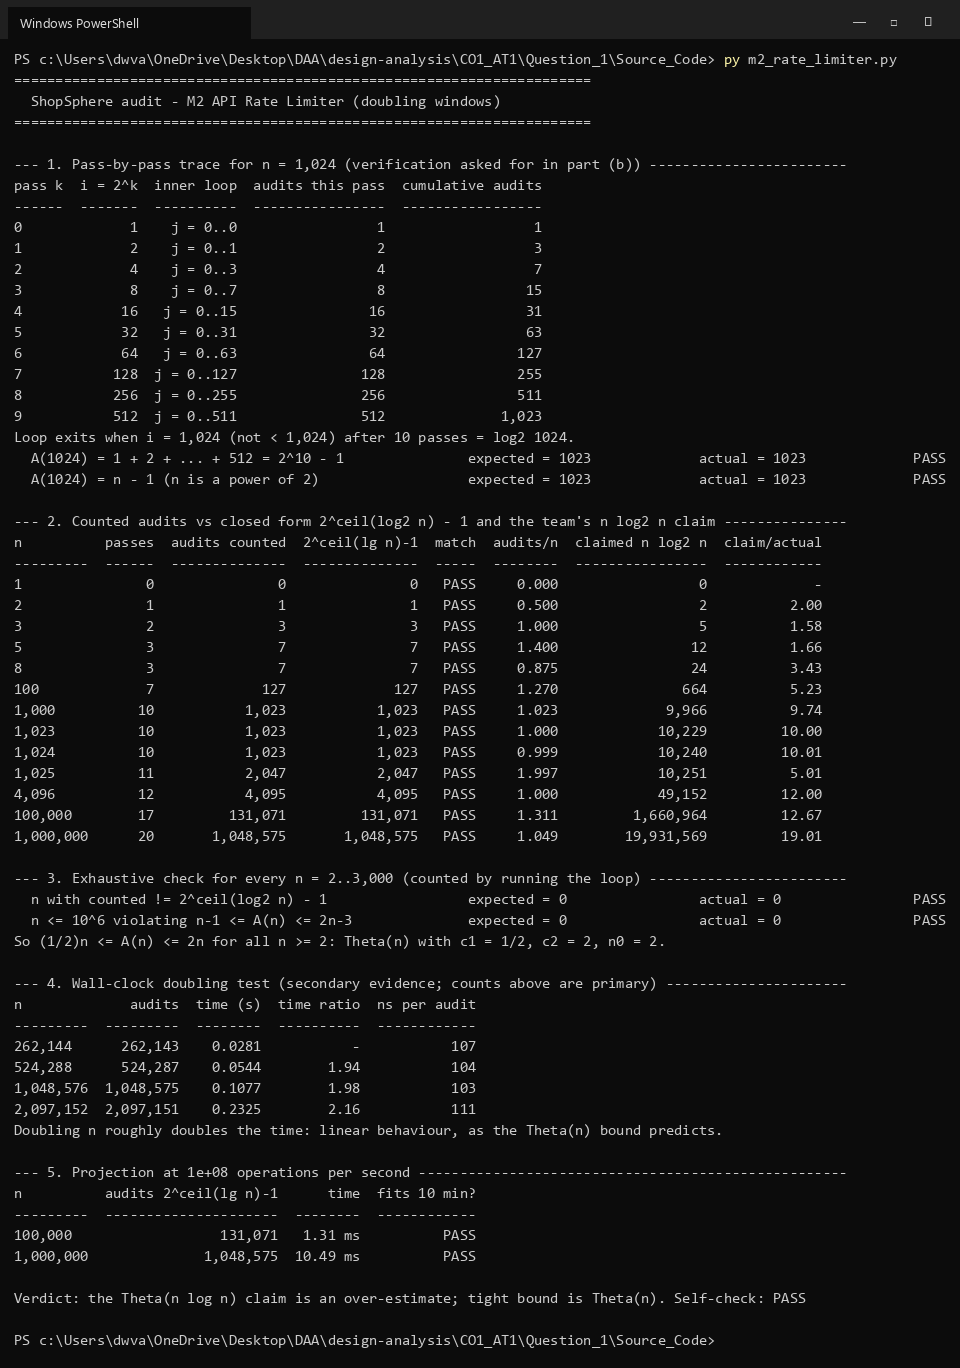 Windows PowerShell
PS c:\Users\dwva\OneDrive\Desktop\DAA\design-analysis\CO1_AT1\Question_1\Source_Code> py m2_rate_limiter.py
======================================================================
  ShopSphere audit - M2 API Rate Limiter (doubling windows)
======================================================================

--- 1. Pass-by-pass trace for n = 1,024 (verification asked for in part (b)) ------------------------
pass k  i = 2^k  inner loop  audits this pass  cumulative audits
------  -------  ----------  ----------------  -----------------
0             1    j = 0..0                 1                  1
1             2    j = 0..1                 2                  3
2             4    j = 0..3                 4                  7
3             8    j = 0..7                 8                 15
4            16   j = 0..15                16                 31
5            32   j = 0..31                32                 63
6            64   j = 0..63                64                127
7           128  j = 0..127               128                255
8           256  j = 0..255               256                511
9           512  j = 0..511               512              1,023
Loop exits when i = 1,024 (not < 1,024) after 10 passes = log2 1024.
  A(1024) = 1 + 2 + ... + 512 = 2^10 - 1               expected = 1023             actual = 1023             PASS
  A(1024) = n - 1 (n is a power of 2)                  expected = 1023             actual = 1023             PASS

--- 2. Counted audits vs closed form 2^ceil(log2 n) - 1 and the team's n log2 n claim ---------------
n          passes  audits counted  2^ceil(lg n)-1  match  audits/n  claimed n log2 n  claim/actual
---------  ------  --------------  --------------  -----  --------  ----------------  ------------
1               0               0               0   PASS     0.000                 0             -
2               1               1               1   PASS     0.500                 2          2.00
3               2               3               3   PASS     1.000                 5          1.58
5               3               7               7   PASS     1.400                12          1.66
8               3               7               7   PASS     0.875                24          3.43
100             7             127             127   PASS     1.270               664          5.23
1,000          10           1,023           1,023   PASS     1.023             9,966          9.74
1,023          10           1,023           1,023   PASS     1.000            10,229         10.00
1,024          10           1,023           1,023   PASS     0.999            10,240         10.01
1,025          11           2,047           2,047   PASS     1.997            10,251          5.01
4,096          12           4,095           4,095   PASS     1.000            49,152         12.00
100,000        17         131,071         131,071   PASS     1.311         1,660,964         12.67
1,000,000      20       1,048,575       1,048,575   PASS     1.049        19,931,569         19.01

--- 3. Exhaustive check for every n = 2..3,000 (counted by running the loop) ------------------------
  n with counted != 2^ceil(log2 n) - 1                 expected = 0                actual = 0                PASS
  n <= 10^6 violating n-1 <= A(n) <= 2n-3              expected = 0                actual = 0                PASS
So (1/2)n <= A(n) <= 2n for all n >= 2: Theta(n) with c1 = 1/2, c2 = 2, n0 = 2.

--- 4. Wall-clock doubling test (secondary evidence; counts above are primary) ----------------------
n             audits  time (s)  time ratio  ns per audit
---------  ---------  --------  ----------  ------------
262,144      262,143    0.0281           -           107
524,288      524,287    0.0544        1.94           104
1,048,576  1,048,575    0.1077        1.98           103
2,097,152  2,097,151    0.2325        2.16           111
Doubling n roughly doubles the time: linear behaviour, as the Theta(n) bound predicts.

--- 5. Projection at 1e+08 operations per second ----------------------------------------------------
n          audits 2^ceil(lg n)-1      time  fits 10 min?
---------  ---------------------  --------  ------------
100,000                  131,071   1.31 ms          PASS
1,000,000              1,048,575  10.49 ms          PASS

Verdict: the Theta(n log n) claim is an over-estimate; tight bound is Theta(n). Self-check: PASS

PS c:\Users\dwva\OneDrive\Desktop\DAA\design-analysis\CO1_AT1\Question_1\Source_Code>